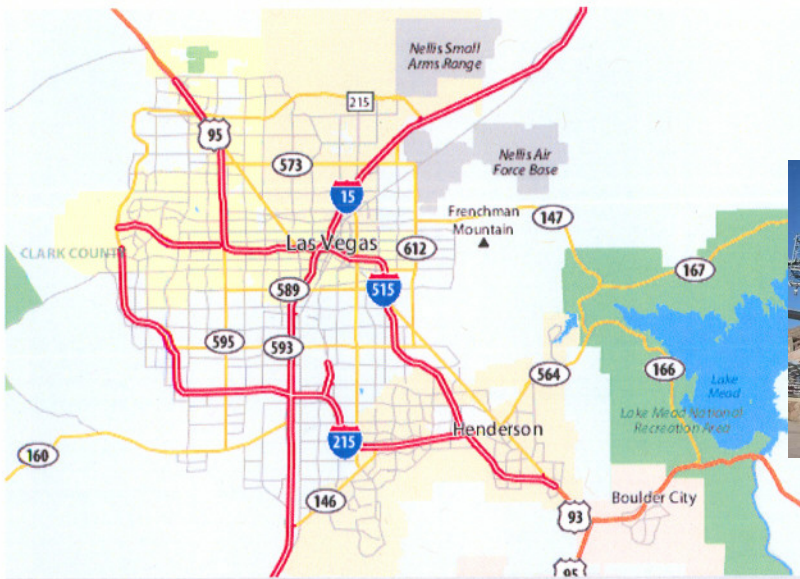 Nellis Small
Arms Range
215
95
573
Nellis Air
Force Base
15
Frenchman
Mountain
147
Las Vegas
612
CLARK COUNTY
167
589
515
595
593
564
166
Lake
Mead
Lake Mead National
Recreation Area
Henderson
215
160
146
Boulder City
93
95